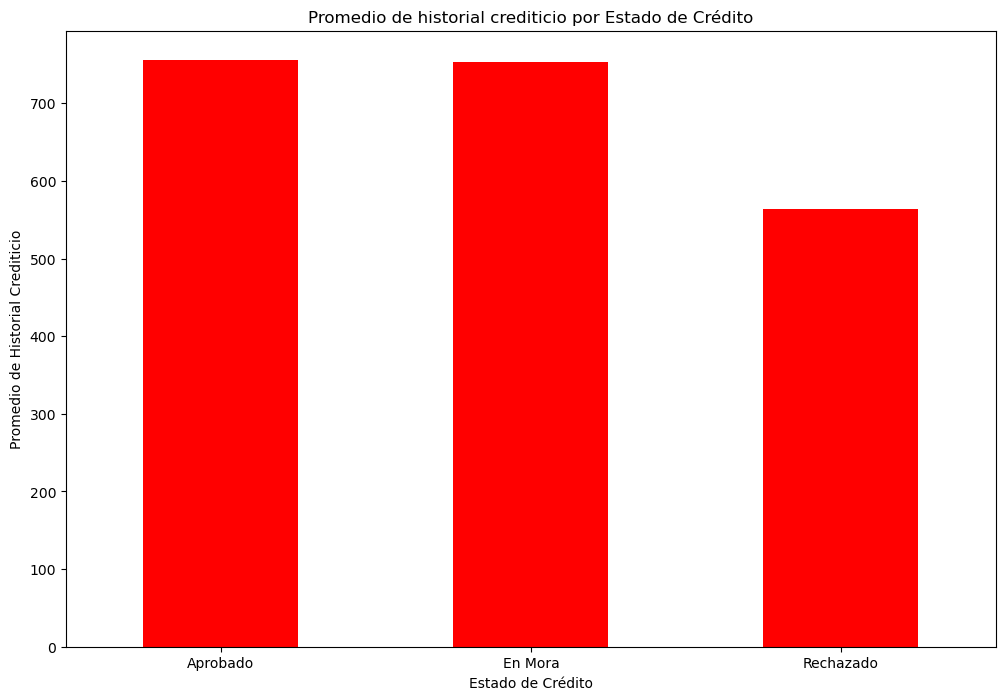 Promedio de historial crediticio por Estado de Crédito
Promedio de Historial Crediticio
700
600
500
400
300
200
100
0
Aprobado
En Mora
Rechazado
Estado de Crédito